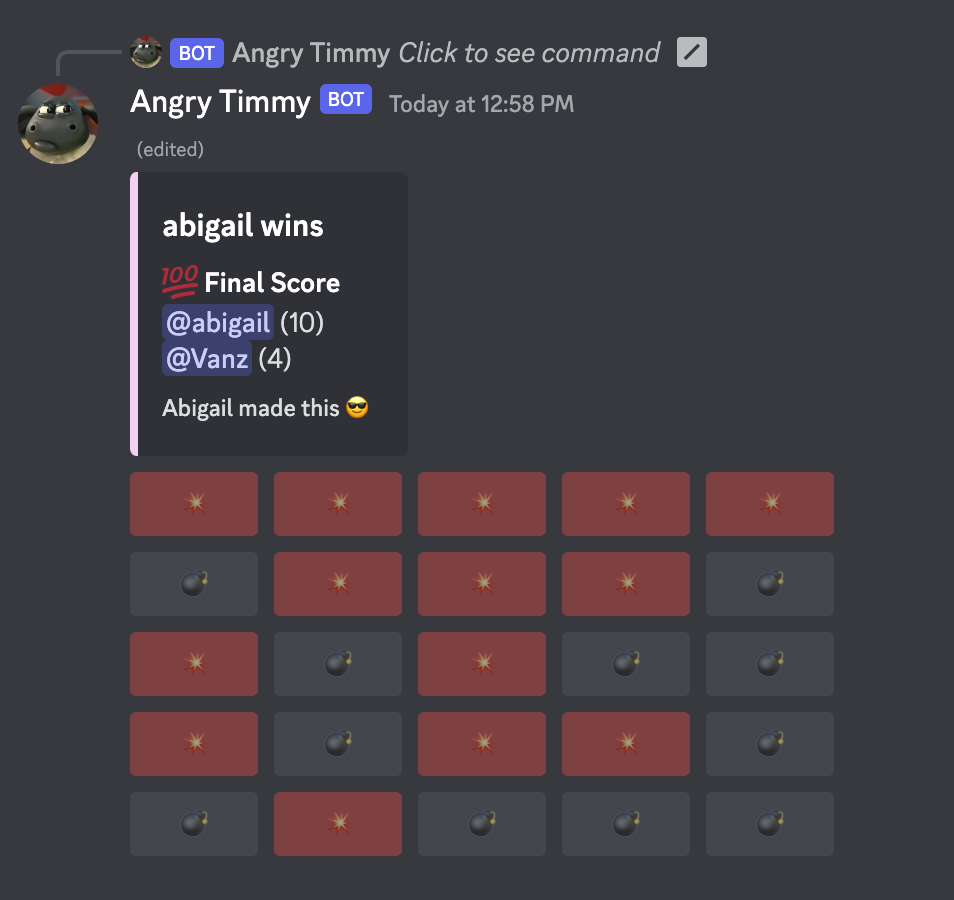 BOT Angry Timmy Click to see command
Angry Timmy BOT Today at 12:58 PM
(edited)
abigail wins
💯 Final Score
@abigail (10)
@Vanz (4)
Abigail made this 😎